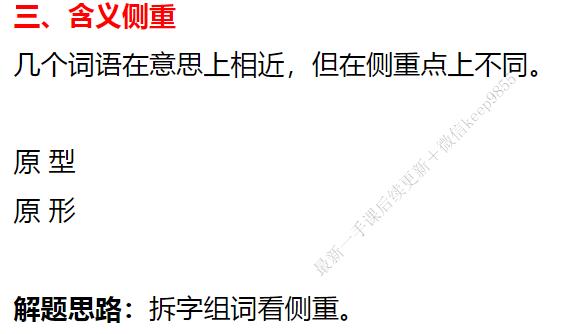 三、含义侧重
几个词语在意思上相近，但在侧重点上不同。
原 型
原 形
解题思路：拆字组词看侧重。
最新一手课后续更新＋微信keep9855